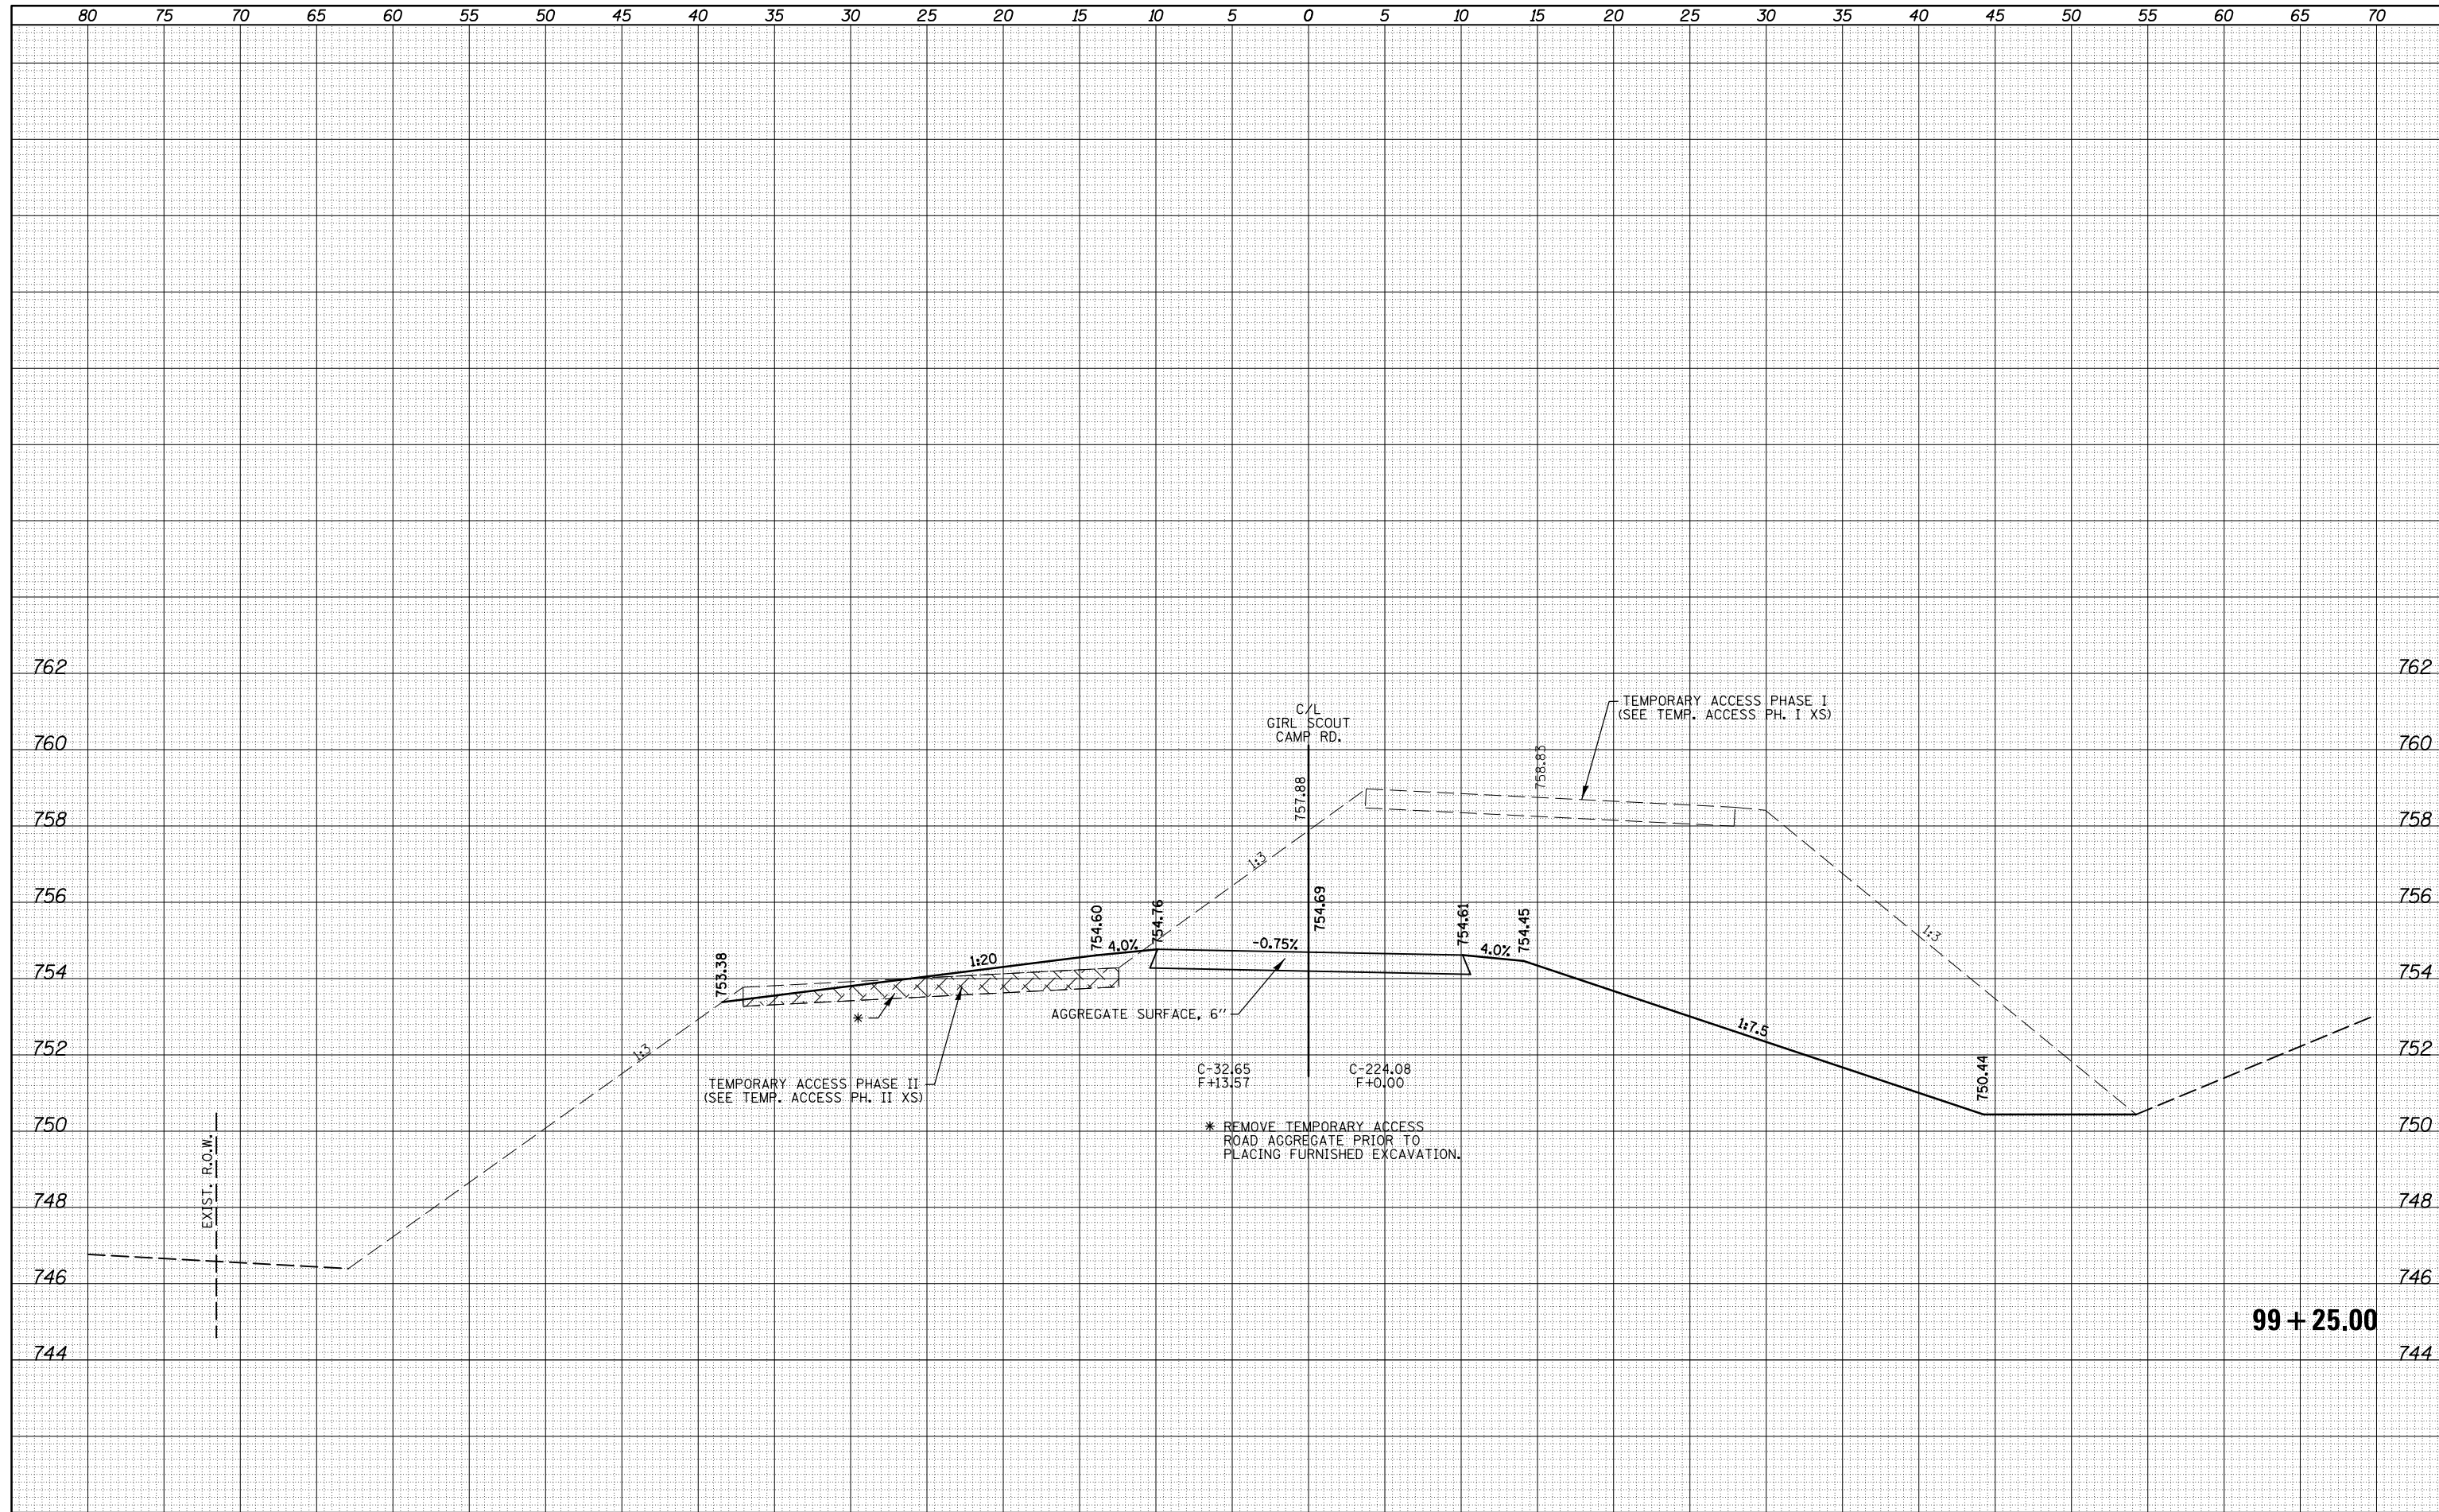 80 75 70 65 60 55 50 45 40 35 30 25 20 15 10 5 0 5 10 15 20 25 30 35 40 45 50 55 60 65 70
762 762
TEMPORARY ACCESS PHASE I
(SEE TEMP. ACCESS PH. I XS)
C/L
GIRL SCOUT
CAMP RD.
760 760
758.83
757.88
758 758
1:3
756 756
754.60
754.76
754.69
754.61
754.45
1:3
4.0%
-0.75%
4.0%
753.38
1:20
754 754
*
AGGREGATE SURFACE, 6"
1:7.5
1:3
752 752
750.44
C-32.65
F+13.57
C-224.08
F+0.00
TEMPORARY ACCESS PHASE II
(SEE TEMP. ACCESS PH. II XS)
750 750
* REMOVE TEMPORARY ACCESS
ROAD AGGREGATE PRIOR TO
PLACING FURNISHED EXCAVATION.
EXIST. R.O.W.
748 748
746 746
99+25.00
744 744